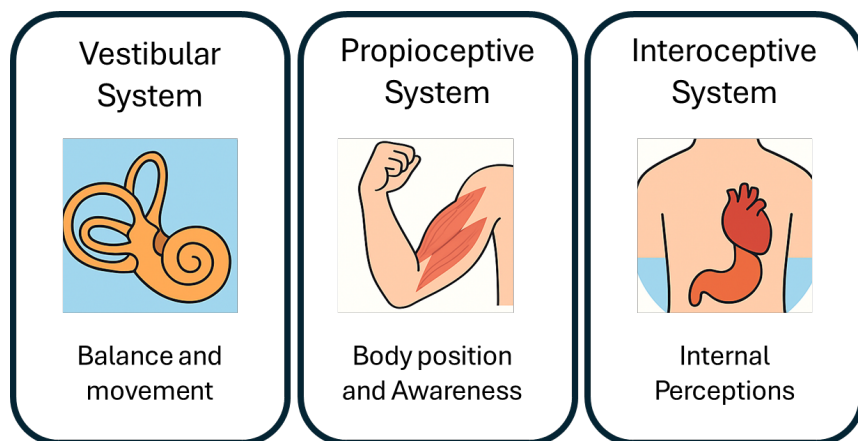 Vestibular
System
Balance and
movement
Propioceptive
System
Body position
and Awareness
Interoceptive
System
Internal
Perceptions